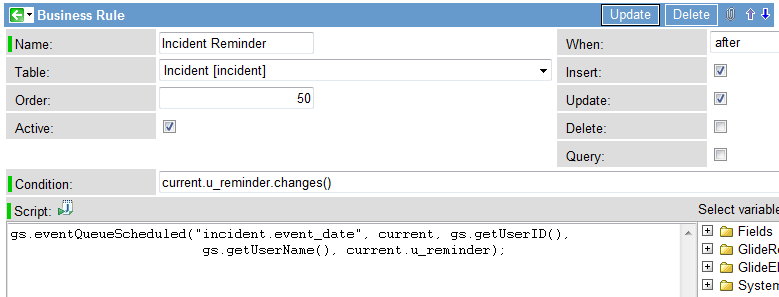 Business Rule
Update
Delete
Name:
Incident Reminder
When:
after
Table:
Incident [incident]
Insert:
Order:
50
Update:
Active:
Delete:
Query:
Condition:
current.u_reminder.changes()
Script:
Select variable
gs.eventQueueScheduled("incident.event_date", current, gs.getUserID(),
gs.getUserName(), current.u_reminder);
Fields
GlideRe
GlideEl
System